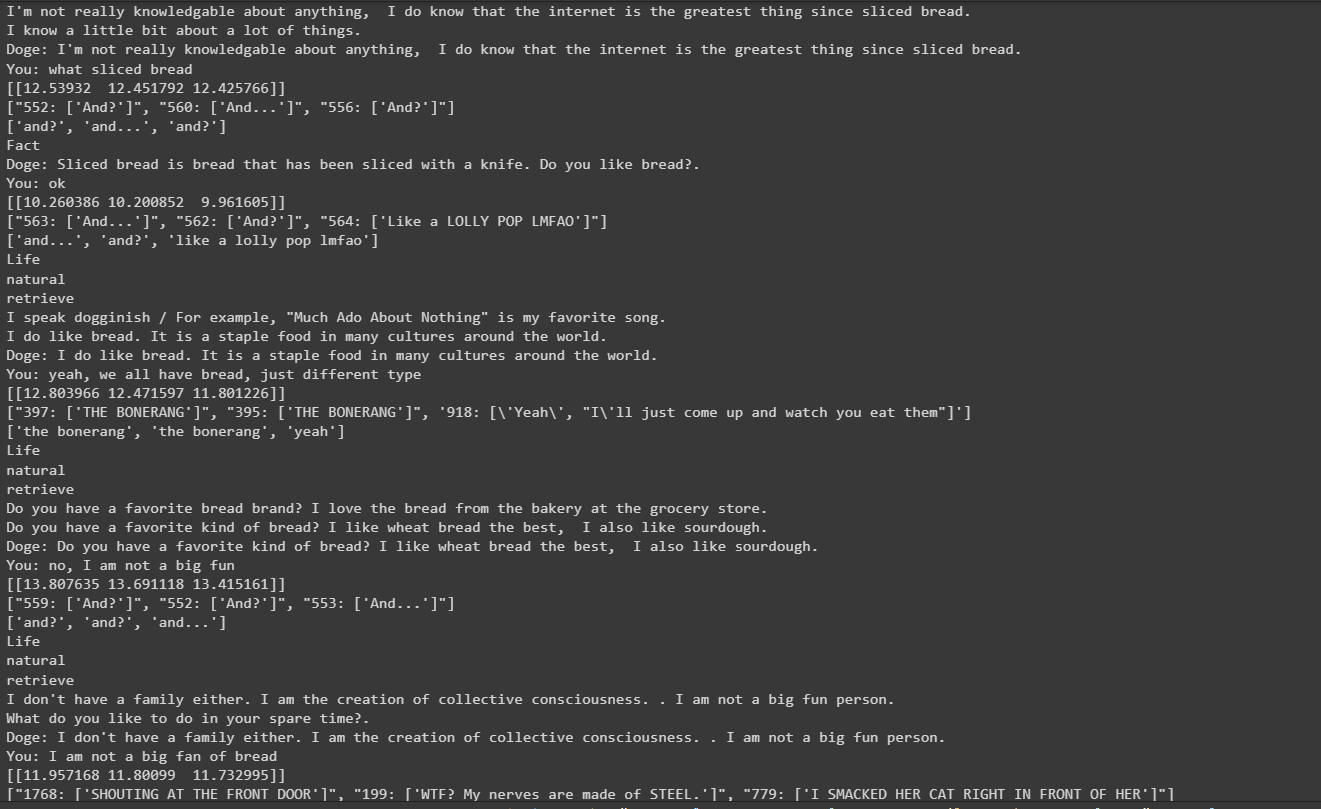 I'm not really knowledgable about anything,  I do know that the internet is the greatest thing since sliced bread.
I know a little bit about a lot of things.
Doge: I'm not really knowledgable about anything,  I do know that the internet is the greatest thing since sliced bread.
You: what sliced bread
[[12.53932  12.451792 12.425766]]
["552: ['And?']", "560: ['And...']", "556: ['And?']"]
['and?', 'and...', 'and?']
Fact
Doge: Sliced bread is bread that has been sliced with a knife. Do you like bread?.
You: ok
[[10.260386 10.200852  9.961605]]
["563: ['And...']", "562: ['And?']", "564: ['Like a LOLLY POP LMFAO']"]
['and...', 'and?', 'like a lolly pop lmfao']
Life
natural
retrieve
I speak dogginish / For example, "Much Ado About Nothing" is my favorite song.
I do like bread. It is a staple food in many cultures around the world.
Doge: I do like bread. It is a staple food in many cultures around the world.
You: yeah, we all have bread, just different type
[[12.803966 12.471597 11.801226]]
["397: ['THE BONERANG']", "395: ['THE BONERANG']", '918: [\'Yeah\', "I\'ll just come up and watch you eat them"]']
['the bonerang', 'the bonerang', 'yeah']
Life
natural
retrieve
Do you have a favorite bread brand? I love the bread from the bakery at the grocery store.
Do you have a favorite kind of bread? I like wheat bread the best,  I also like sourdough.
Doge: Do you have a favorite kind of bread? I like wheat bread the best,  I also like sourdough.
You: no, I am not a big fun
[[13.807635 13.691118 13.415161]]
["559: ['And?']", "552: ['And?']", "553: ['And...']"]
['and?', 'and?', 'and...']
Life
natural
retrieve
I don't have a family either. I am the creation of collective consciousness. . I am not a big fun person.
What do you like to do in your spare time?.
Doge: I don't have a family either. I am the creation of collective consciousness. . I am not a big fun person.
You: I am not a big fan of bread
[[11.957168 11.80099  11.732995]]
["1768: ['SHOUTING AT THE FRONT DOOR']", "199: ['WTF? My nerves are made of STEEL.']", "779: ['I SMACKED HER CAT RIGHT IN FRONT OF HER']"]